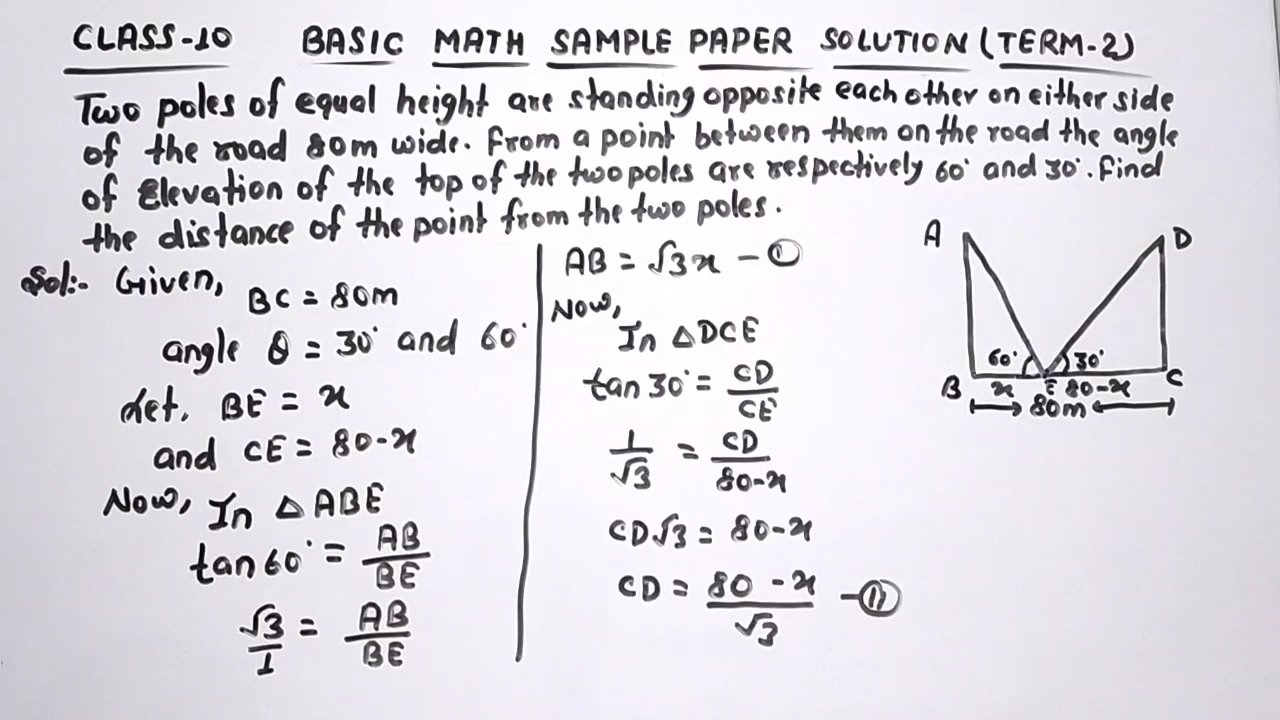 CLASS-10 BASIC MATH SAMPLE PAPER SOLUTION (TERM-2)
Two poles of equal height are standing opposite each other on either side
of the road 80m wide. From a point between them on the road the angle
of Elevation of the top of the two poles are respectively 60° and 30°. Find
the distance of the point from the two poles.
Sol:- Given,
BC = 80m
angle θ = 30° and 60°
Let, BE = x
and CE = 80-x
Now, In △ABE
tan60° = AB/BE
√3/1 = AB/BE
AB = √3x - ①
Now,
In △DCE
tan30° = CD/CE
1/√3 = CD/80-x
CD√3 = 80-x
CD = 80-x/√3 - ⑪
A D
60° 30°
B x E 80-x C
80m